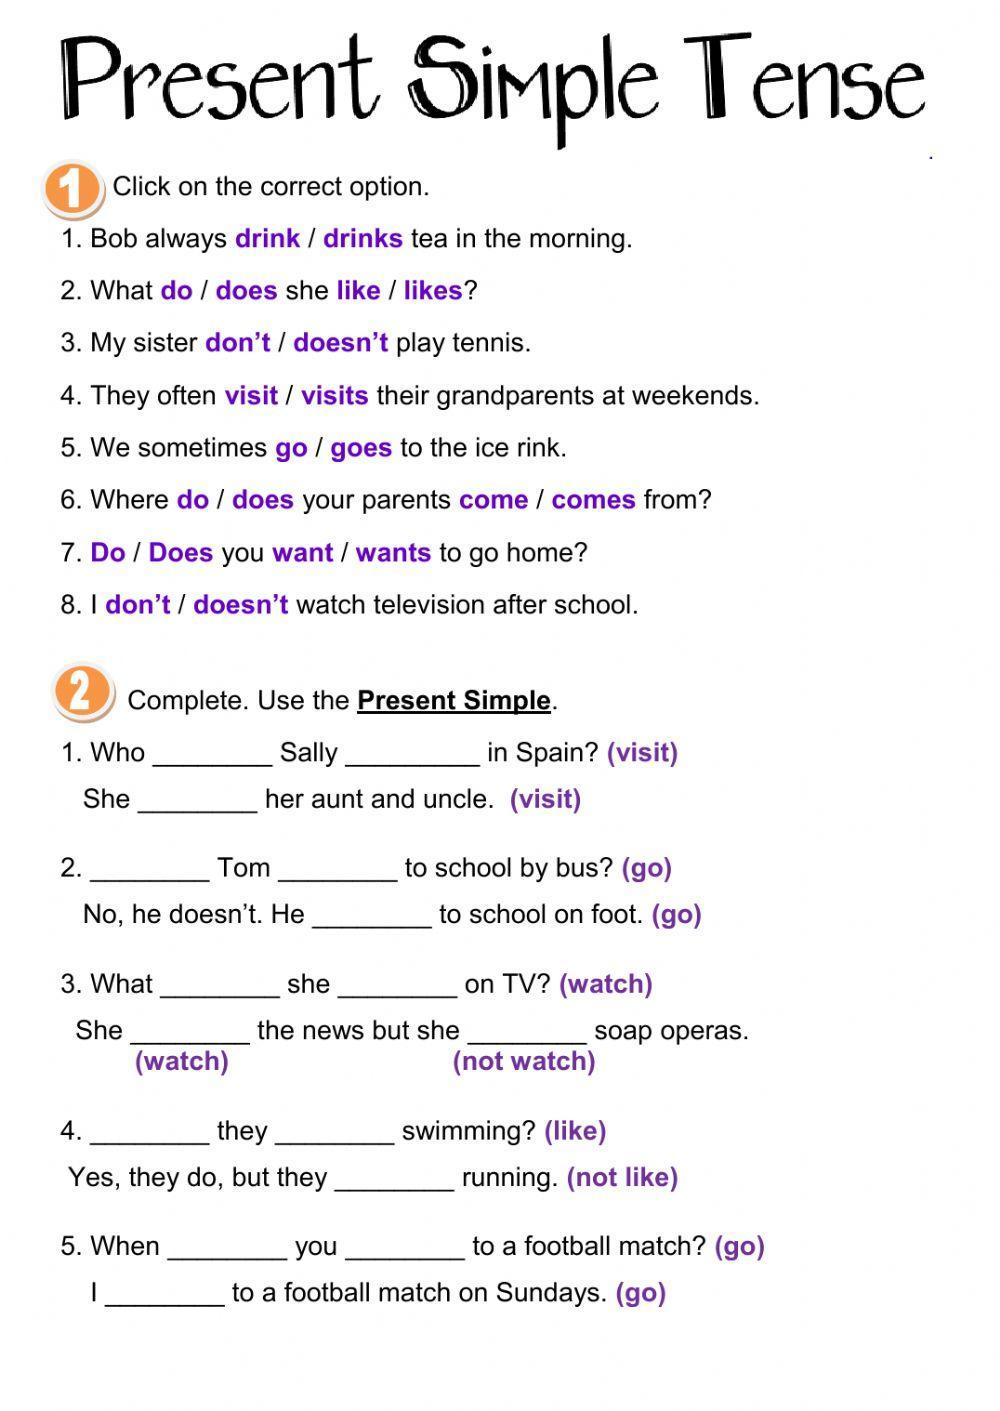 Present Simple Tense
1 Click on the correct option.
1. Bob always drink / drinks tea in the morning.
2. What do / does she like / likes?
3. My sister don’t / doesn’t play tennis.
4. They often visit / visits their grandparents at weekends.
5. We sometimes go / goes to the ice rink.
6. Where do / does your parents come / comes from?
7. Do / Does you want / wants to go home?
8. I don’t / doesn’t watch television after school.
2 Complete. Use the Present Simple.
1. Who ________ Sally _________ in Spain? (visit)
She ________ her aunt and uncle. (visit)
2. ________ Tom ________ to school by bus? (go)
No, he doesn’t. He ________ to school on foot. (go)
3. What ________ she ________ on TV? (watch)
She ________ the news but she ________ soap operas.
(watch) (not watch)
4. ________ they ________ swimming? (like)
Yes, they do, but they ________ running. (not like)
5. When ________ you ________ to a football match? (go)
I ________ to a football match on Sundays. (go)